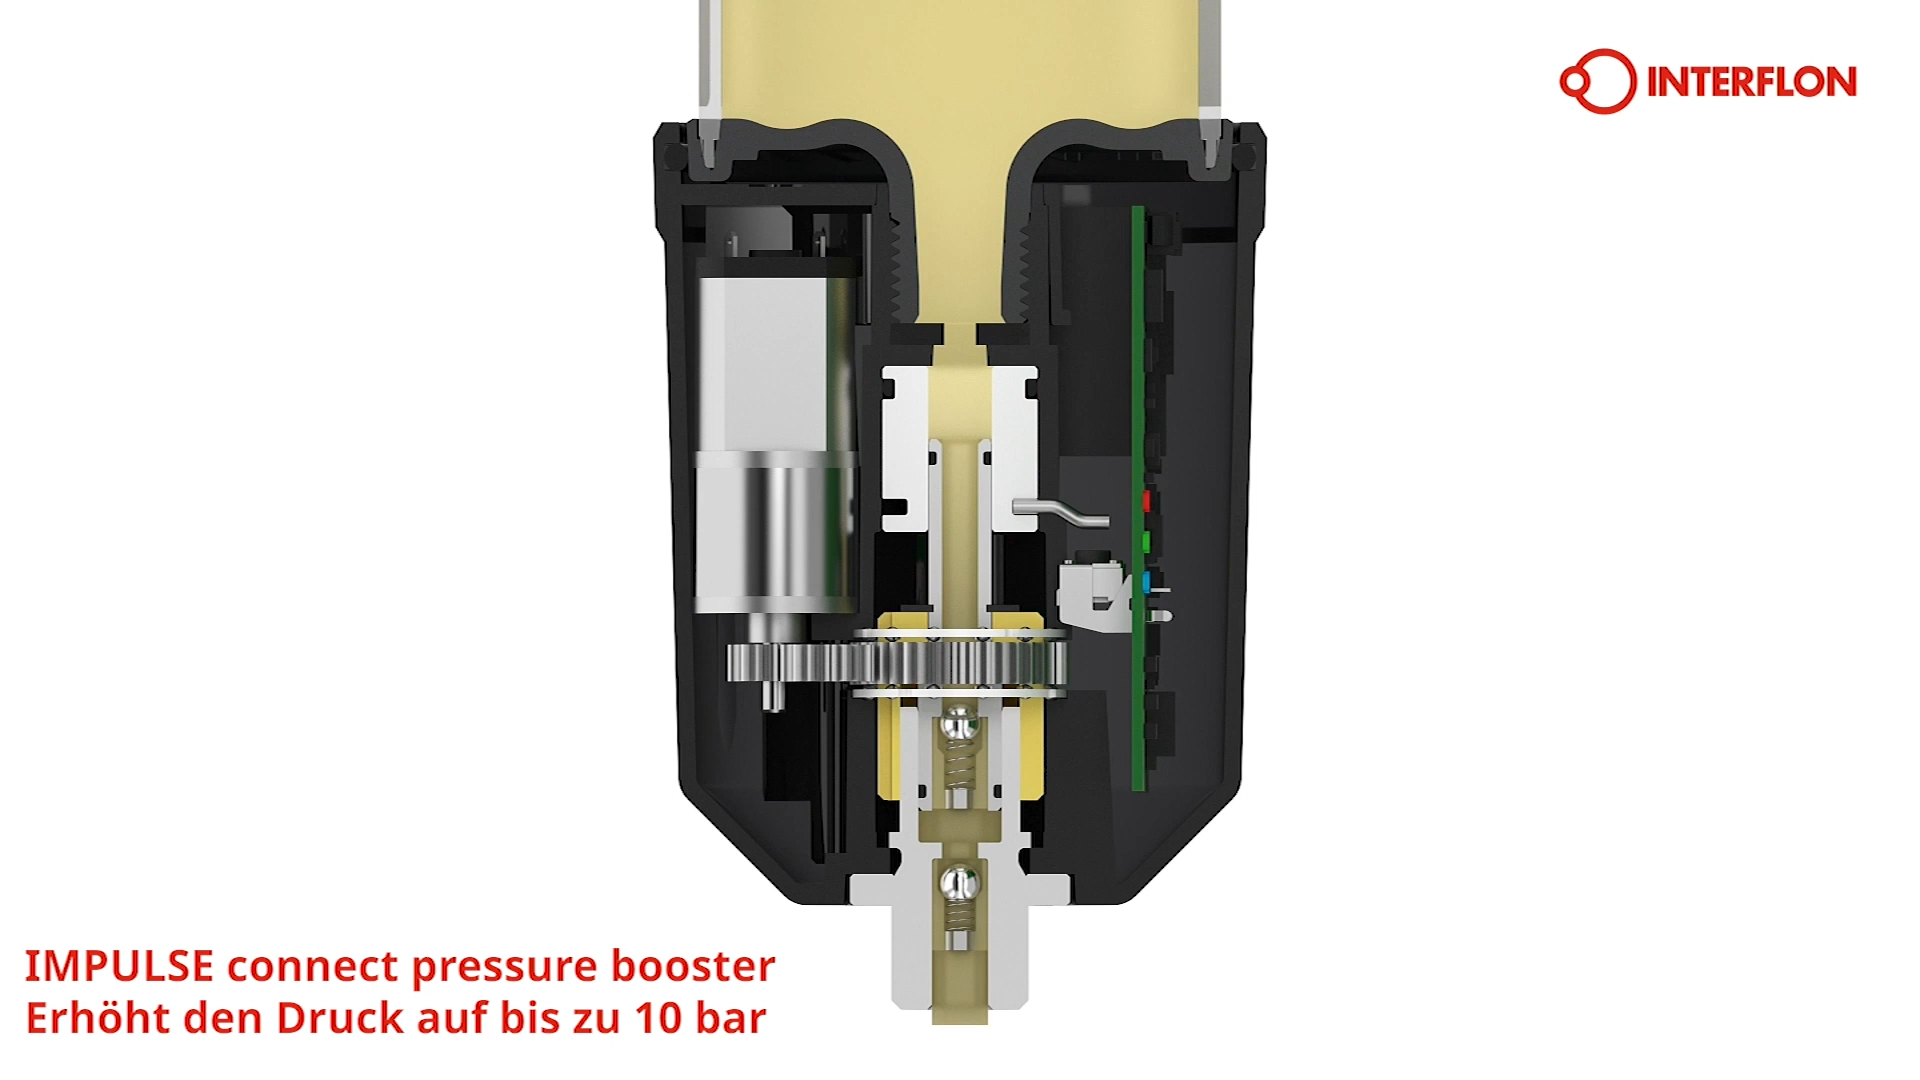 INTERFLON
IMPULSE connect pressure booster
Erhöht den Druck auf bis zu 10 bar